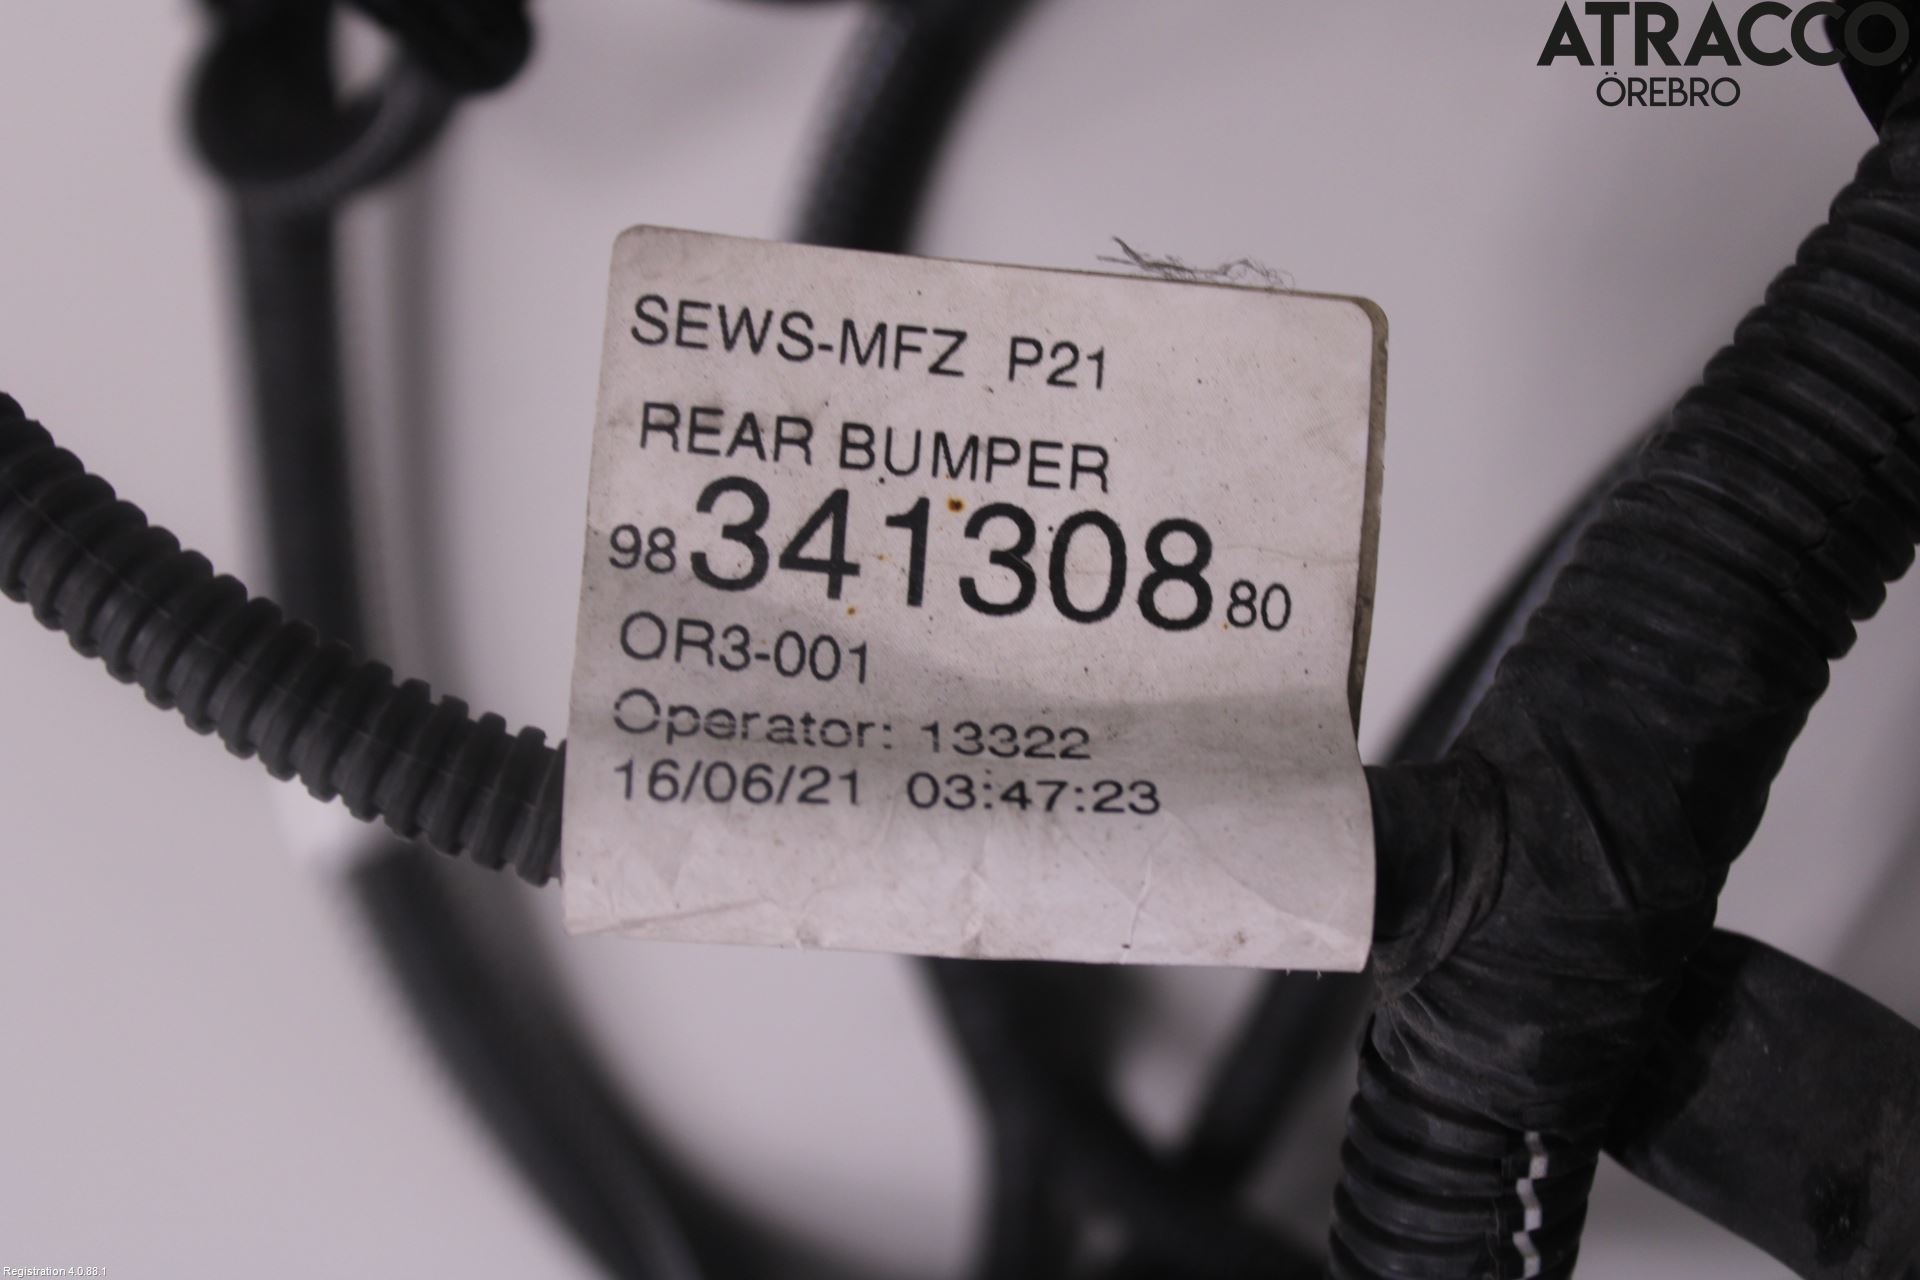 ATRACCO
ÖREBRO
SEWS-MFZ P21
REAR BUMPER
98 341308 80
OR3-001
Operator: 13322
16/06/21 03:47:23
Registration 4.0.88.1